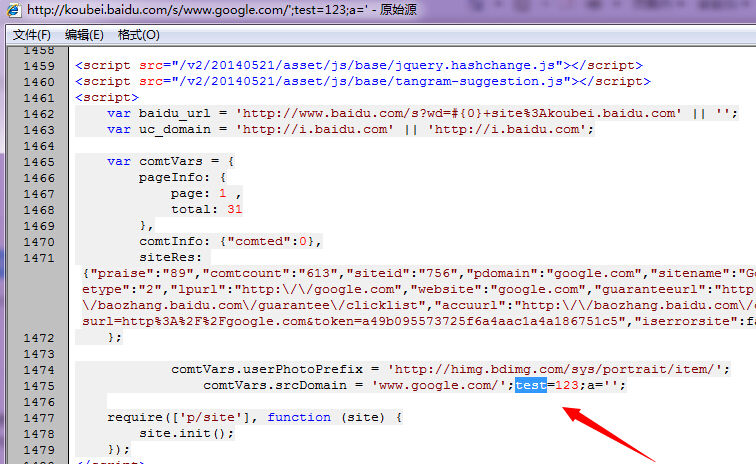 http://koubei.baidu.com/s/www.google.com/';test=123;a=' - 原始源
文件(F) 编辑(E) 格式(O)
1458
1459 <script src="/v2/20140521/asset/js/base/jquery.hashchange.js"></script>
1460 <script src="/v2/20140521/asset/js/base/tangram-suggestion.js"></script>
1461 <script>
1462 var baidu_url = 'http://www.baidu.com/s?wd=#{0}+site%3Akoubei.baidu.com' || '';
1463 var uc_domain = 'http://i.baidu.com' || 'http://i.baidu.com';
1464
1465 var comtVars = {
1466 pageInfo: {
1467 page: 1 ,
1468 total: 31
1469 },
1470 comtInfo: {"comted":0},
1471 siteRes:
{"praise":"89","comtcount":"613","siteid":"756","pdomain":"google.com","sitename":"Go
etype":"2","lpurl":"http:\/\/google.com","website":"google.com","guaranteeurl":"http
\/baozhang.baidu.com\/guarantee\/clicklist","accuurl":"http:\/\/baozhang.baidu.com\/
surl=http%3A%2F%2Fgoogle.com&token=a49b095573725f6a4aac1a4a186751c5","iserrorsite":fa
1472 };
1473
1474 comtVars.userPhotoPrefix = 'http://himg.bdimg.com/sys/portrait/item/';
1475 comtVars.srcDomain = 'www.google.com/';test=123;a='';
1476
1477 require(['p/site'], function (site) {
1478 site.init();
1479 });